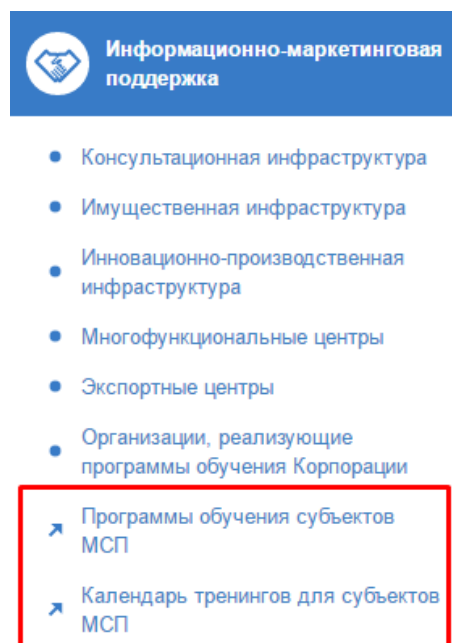 Информационно-маркетинговая
поддержка
Консультационная инфраструктура
Имущественная инфраструктура
Инновационно-производственная
инфраструктура
Многофункциональные центры
Экспортные центры
Организации, реализующие
программы обучения Корпорации
Программы обучения субъектов
МСП
Календарь тренингов для субъектов
МСП